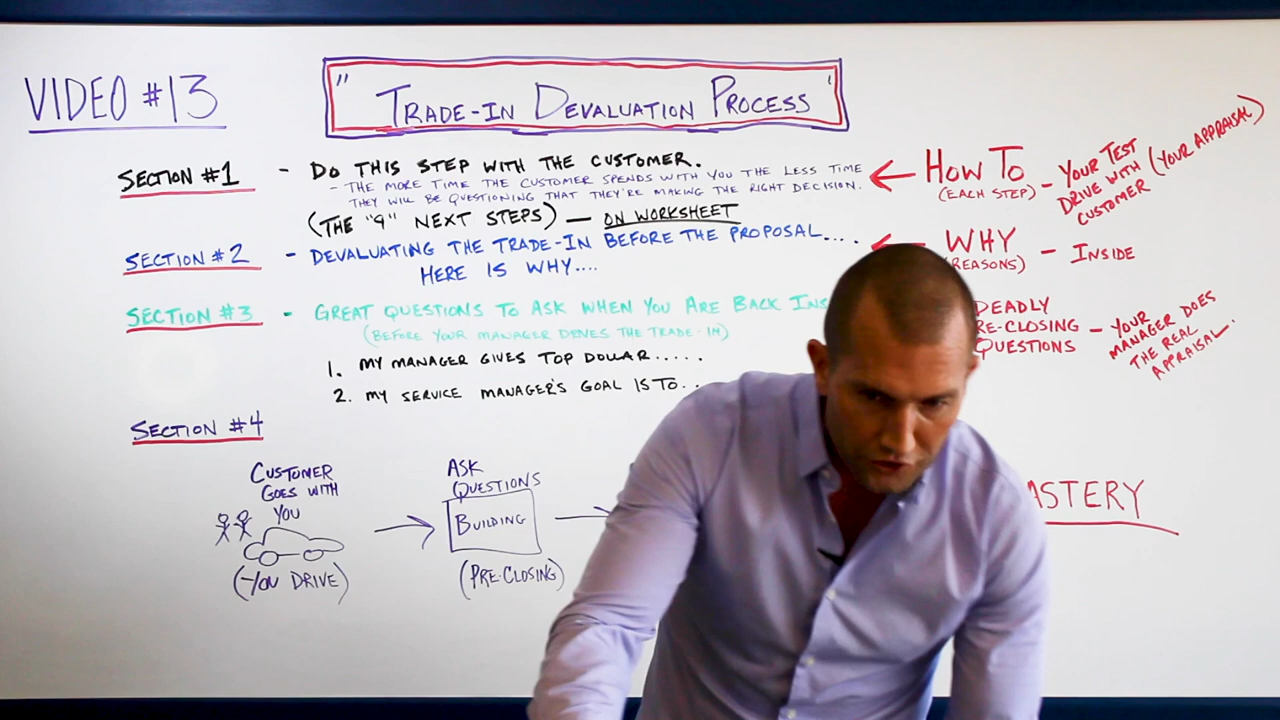 VIDEO #13
" TRADE-IN DEVALUATION PROCESS "
SECTION #1 - DO THIS STEP WITH THE CUSTOMER.
- THE MORE TIME THE CUSTOMER SPENDS WITH YOU THE LESS TIME
THEY WILL BE QUESTIONING THAT THEY'RE MAKING THE RIGHT DECISION.
(THE "9" NEXT STEPS) - ON WORKSHEET
HOW TO
(EACH STEP)
- YOUR TEST
DRIVE WITH
CUSTOMER
(YOUR APPRAISAL)
SECTION #2 - DEVALUATING THE TRADE-IN BEFORE THE PROPOSAL....
HERE IS WHY....
WHY
REASONS)
- INSIDE
SECTION #3 - GREAT QUESTIONS TO ASK WHEN YOU ARE BACK INS
(BEFORE YOUR MANAGER DRIVES THE TRADE-IN)
1. MY MANAGER GIVES TOP DOLLAR.....
2. MY SERVICE MANAGER'S GOAL IS TO..
DEADLY
RE-CLOSING
QUESTIONS
- YOUR
MANAGER DOES
THE REAL
APPRAISAL.
SECTION #4
CUSTOMER
GOES WITH
YOU
(YOU DRIVE)
ASK
QUESTIONS
BUILDING
(PRE-CLOSING)
ASTERY